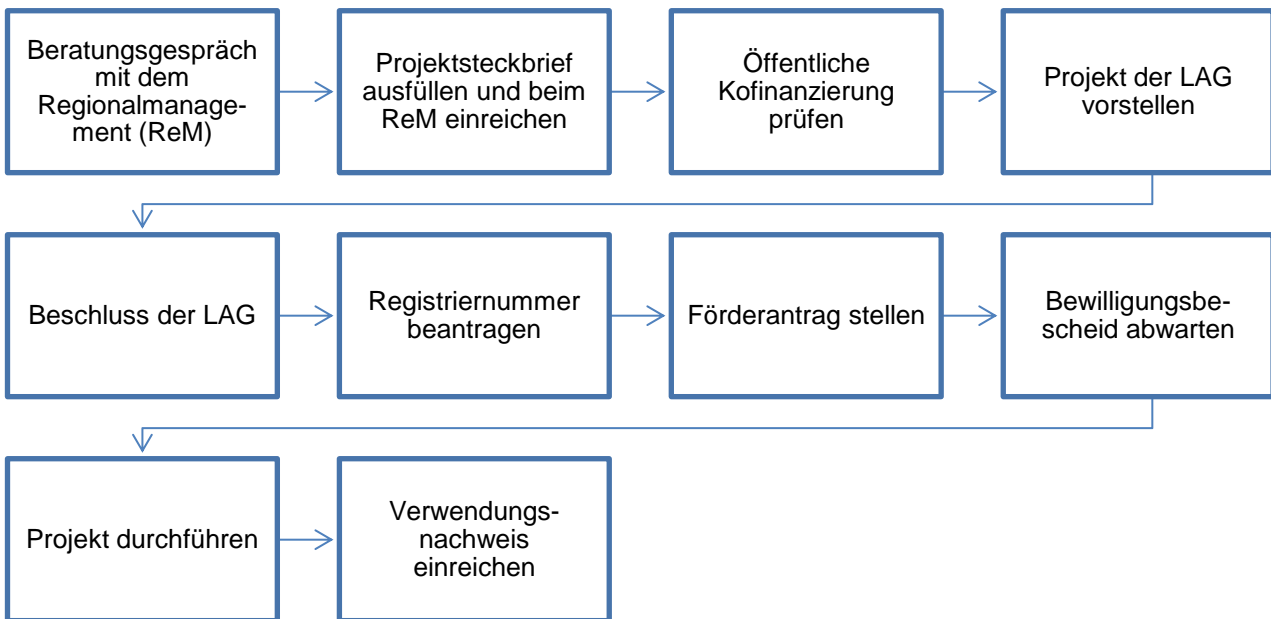 Beratungsgespräch
mit dem
Regionalmanage-
ment (ReM)
Projektsteckbrief
ausfüllen und beim
ReM einreichen
Öffentliche
Kofinanzierung
prüfen
Projekt der LAG
vorstellen
Beschluss der LAG
Registriernummer
beantragen
Förderantrag stellen
Bewilligungsbe-
scheid abwarten
Projekt durchführen
Verwendungs-
nachweis
einreichen